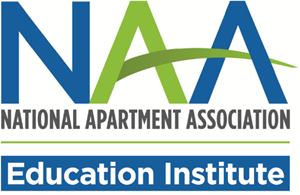 NAA
NATIONAL APARTMENT ASSOCIATION
Education Institute